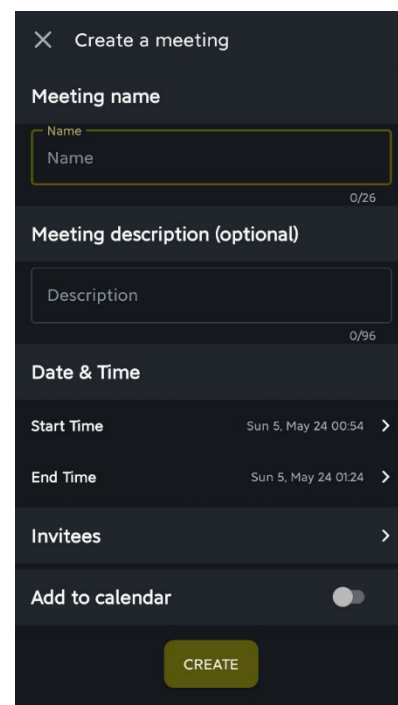 Create a meeting
Meeting name
Name
Name
0/26
Meeting description (optional)
Description
0/96
Date & Time
Start Time Sun 5, May 24 00:54
End Time Sun 5, May 24 01:24
Invitees
Add to calendar
CREATE